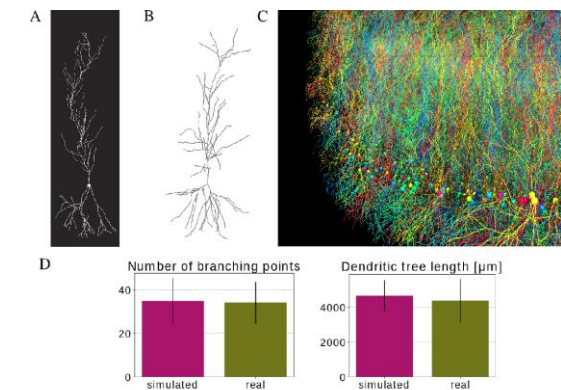 A
B
C
D
Number of branching points
Dendritic tree length [µm]
40
20
0
simulated
real
4000
2000
0
simulated
real